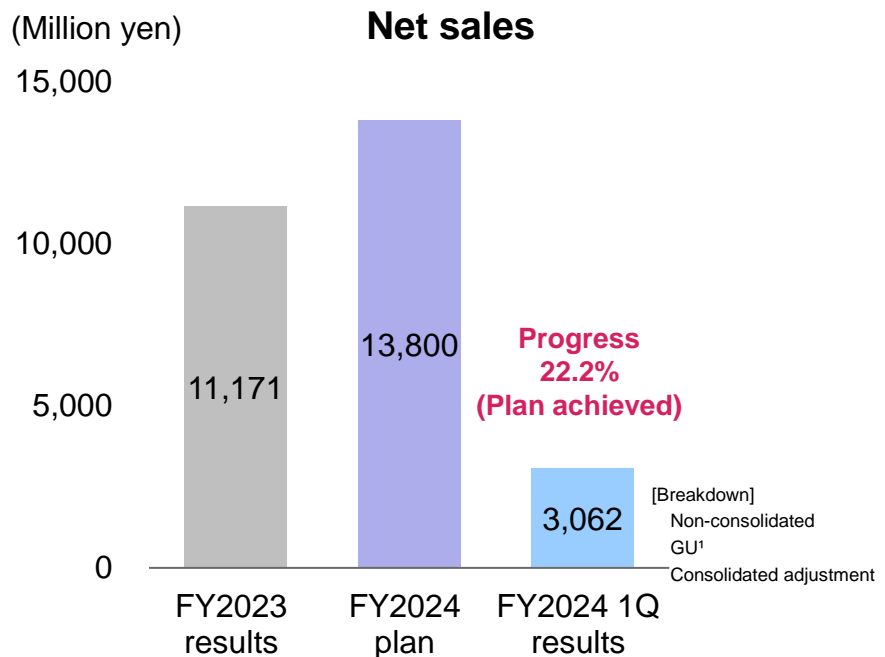 (Million yen)
Net sales
15,000
10,000
5,000
0
11,171
13,800
Progress
22.2%
(Plan achieved)
3,062
[Breakdown]
Non-consolidated
GU¹
Consolidated adjustment
FY2023
results
FY2024
plan
FY2024 1Q
results